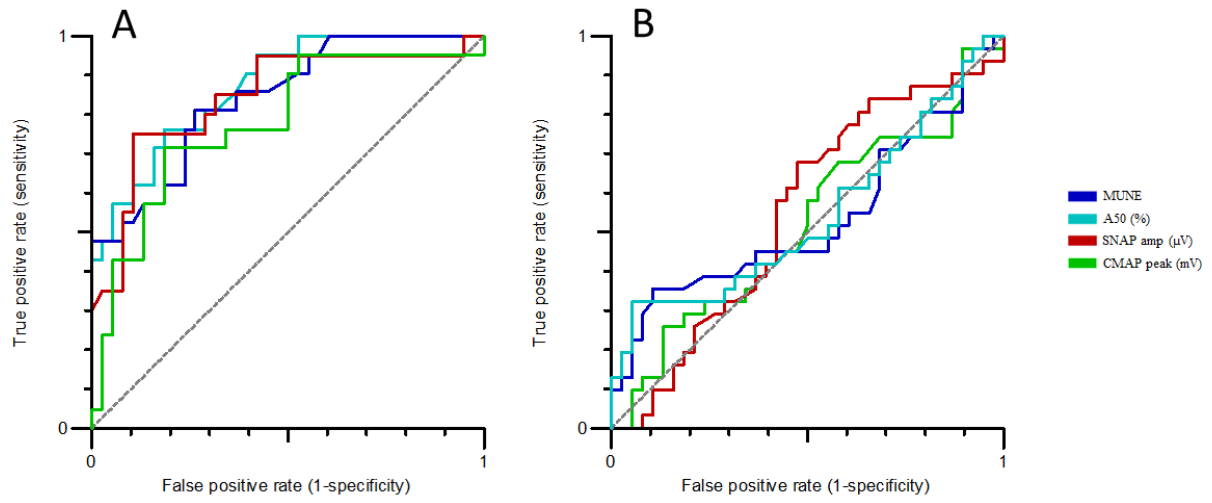 A
B
1
1
True positive rate (sensitivity)
True positive rate (sensitivity)
MUNE
A50 (%)
SNAP amp (μV)
CMAP peak (mV)
0
0
0
1
0
1
False positive rate (1-specificity)
False positive rate (1-specificity)